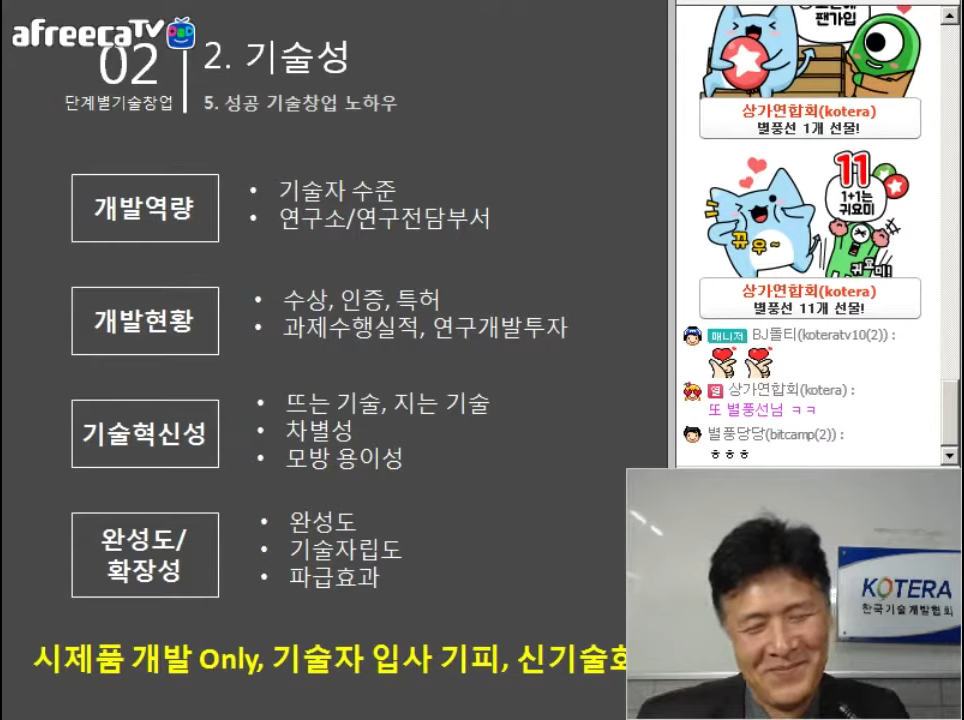 afreecaTV
02
단계별기술창업
2. 기술성
5. 성공 기술창업 노하우
개발역량
• 기술자 수준
• 연구소/연구전담부서
개발현황
• 수상, 인증, 특허
• 과제수행실적, 연구개발투자
기술혁신성
• 뜨는 기술, 지는 기술
• 차별성
• 모방 용이성
완성도/
확장성
• 완성도
• 기술자립도
• 파급효과
시제품 개발 Only, 기술자 입사 기피, 신기술
팬가입
상가연합회(kotera)
별풍선 1개 선물!
11
1+1는
귀요미
뀨우~
귀요미!
상가연합회(kotera)
별풍선 11개 선물!
매니저 BJ돌티(koteratv10(2)) :
열 상가연합회(kotera) :
또 별풍선님 ㅋㅋ
별풍당당(bitcamp(2)) :
ㅎㅎㅎ
KOTERA
한국기술개발협회